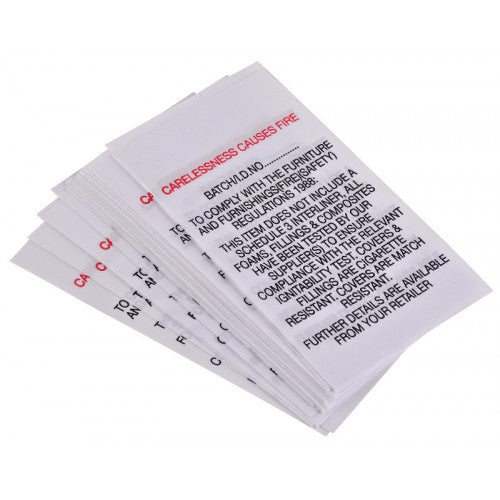 CARELESSNESS CAUSES FIRE
BATCH/I.D. NO..................
TO COMPLY WITH THE FURNITURE
AND FURNISHINGS(FIRE)(SAFETY)
REGULATIONS 1988:
THIS ITEM DOES NOT INCLUDE A
SCHEDULE 3 INTERLINER, ALL
FOAMS FILLINGS & COMPOSITES
HAVE BEEN TESTED BY OUR
SUPPLIER(S) TO ENSURE
COMPLIANCE WITH THE RELEVANT
IGNITABILITY TEST COVERS &
FILLINGS ARE CIGARETTE
RESISTANT. COVERS ARE MATCH
RESISTANT.
FURTHER DETAILS ARE AVAILABLE
FROM YOUR RETAILER